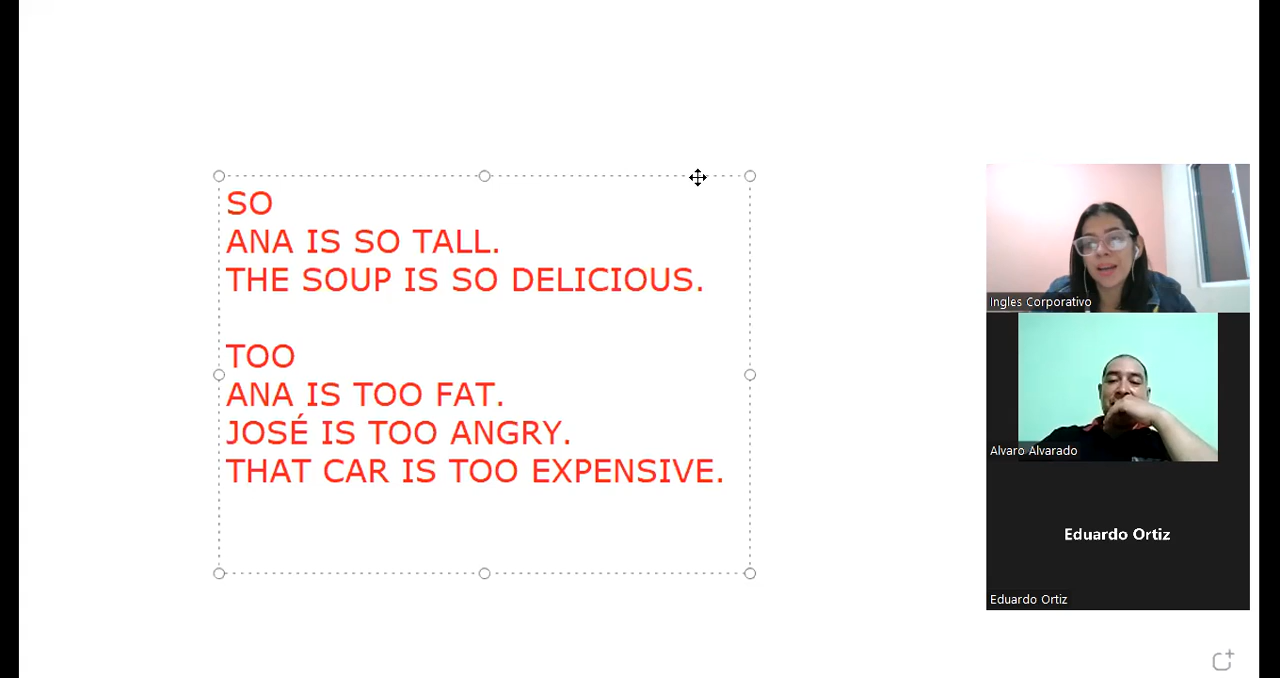 SO
ANA IS SO TALL.
THE SOUP IS SO DELICIOUS.
TOO
ANA IS TOO FAT.
JOSÉ IS TOO ANGRY.
THAT CAR IS TOO EXPENSIVE.
Ingles Corporativo
Alvaro Alvarado
Eduardo Ortiz
Eduardo Ortiz